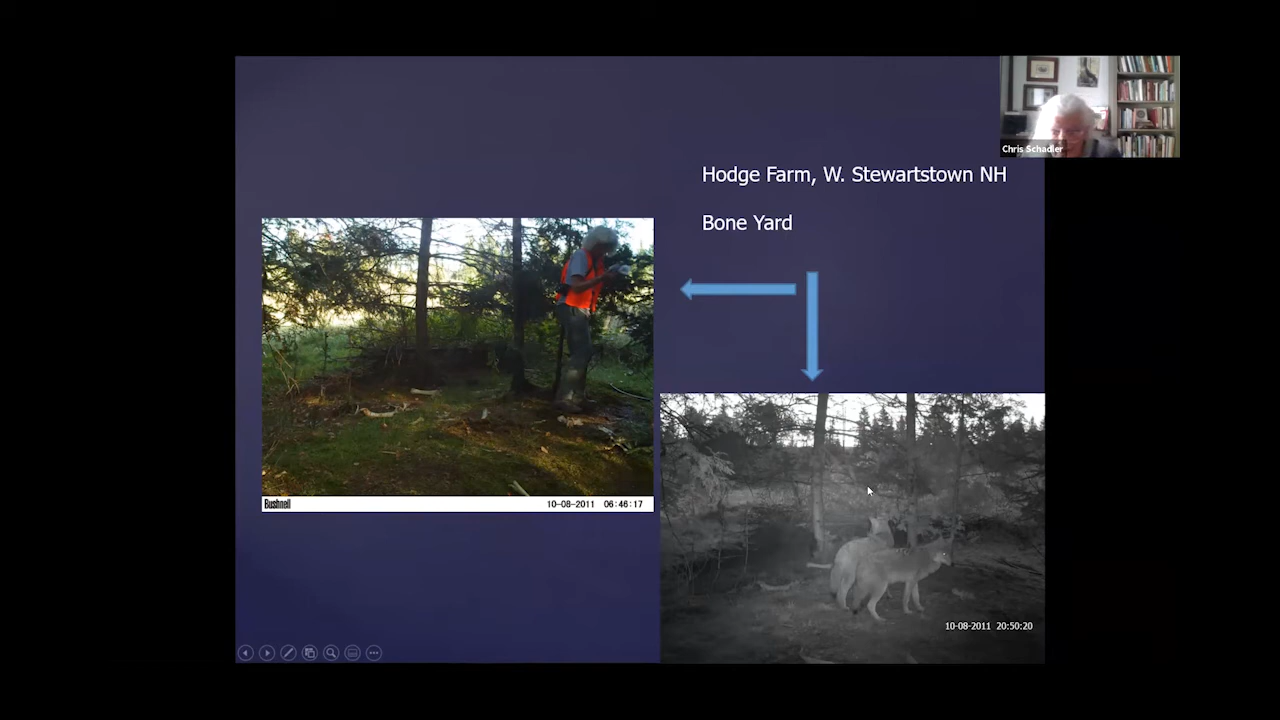 Chris Schadler
Hodge Farm, W. Stewartstown NH
Bone Yard
Bushnell
10-08-2011 06:46:17
10-08-2011 20:50:20